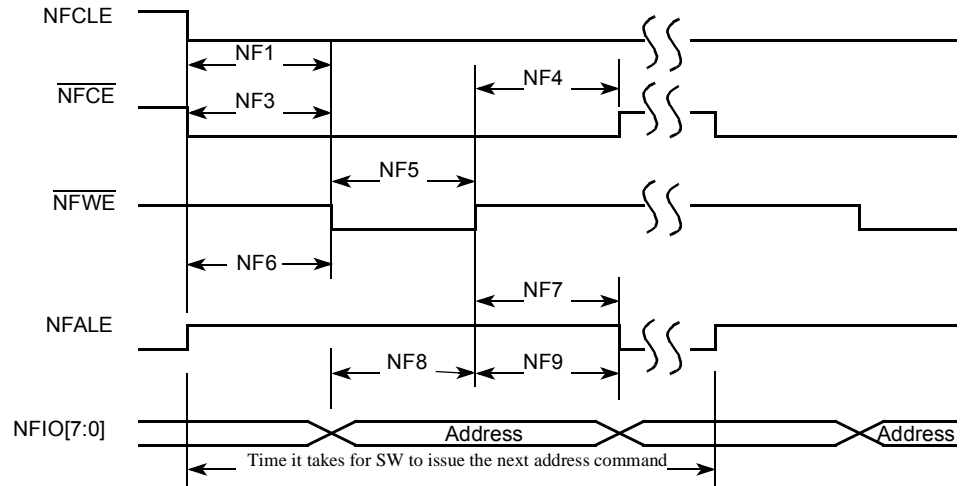 NFCLE
NF1
NFCE
NF3
NF4
NF5
NFWE
NF6
NF7
NFALE
NF8
NF9
NFIO[7:0]
Address
Address
Time it takes for SW to issue the next address command